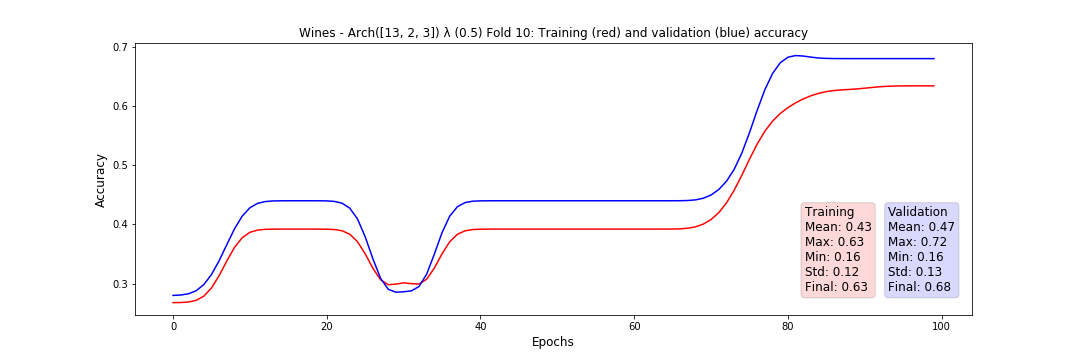 Wines - Arch([13, 2, 3]) λ (0.5) Fold 10: Training (red) and validation (blue) accuracy
0.7
0.6
0.5
0.4
0.3
Accuracy
Training
Mean: 0.43
Max: 0.63
Min: 0.16
Std: 0.12
Final: 0.63
Validation
Mean: 0.47
Max: 0.72
Min: 0.16
Std: 0.13
Final: 0.68
0 20 40 60 80 100
Epochs